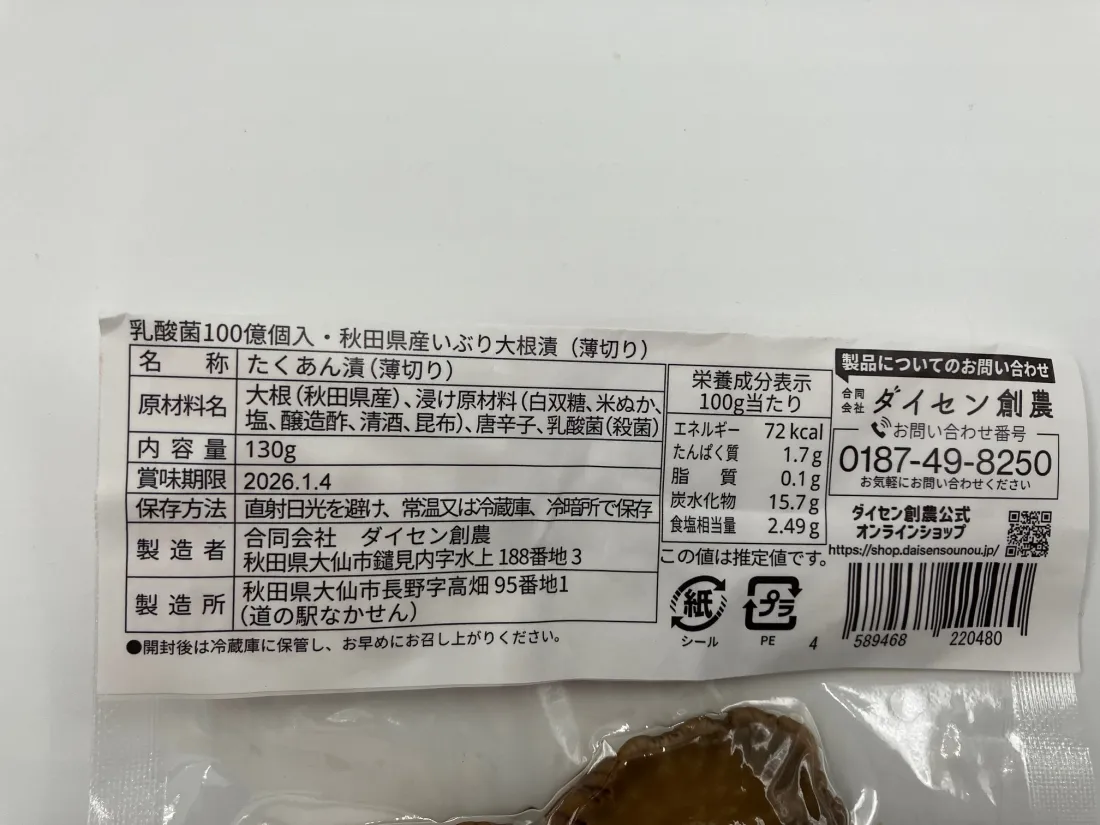 乳酸菌100億個入・秋田県産いぶり大根漬（薄切り）
名 称 たくあん漬（薄切り）
原材料名 大根（秋田県産）、浸け原材料（白双糖、米ぬか、
塩、醸造酢、清酒、昆布）、唐辛子、乳酸菌（殺菌）
内容量 130g
賞味期限 2026.1.4
保存方法 直射日光を避け、常温又は冷蔵庫、冷暗所で保存
製造者 合同会社 ダイセン創農
秋田県大仙市鑓見内字水上 188番地 3
製造所 秋田県大仙市長野字高畑 95番地1
（道の駅なかせん）
●開封後は冷蔵庫に保管し、お早めにお召し上がりください。
栄養成分表示
100g当たり
エネルギー 72 kcal
たんぱく質 1.7 g
脂 質 0.1 g
炭水化物 15.7 g
食塩相当量 2.49 g
この値は推定値です。
紙
シール
プラ
PE
4
製品についてのお問い合わせ
合同会社 ダイセン創農
お問い合わせ番号
0187-49-8250
お気軽にお問い合わせください
ダイセン創農公式
オンラインショップ
https://shop.daisensounou.jp/
589468 220480